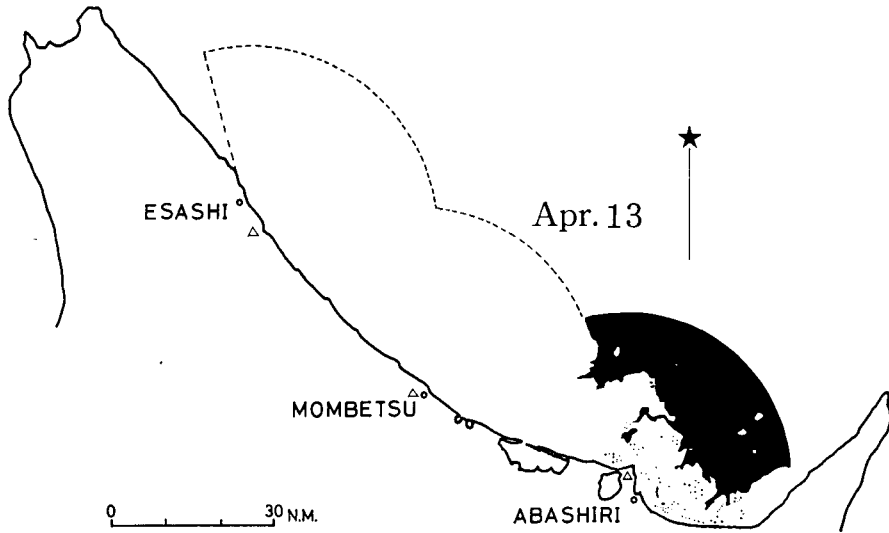 Apr. 13
ESASHI
MOMBETSU
ABASHIRI
0 30 N.M.